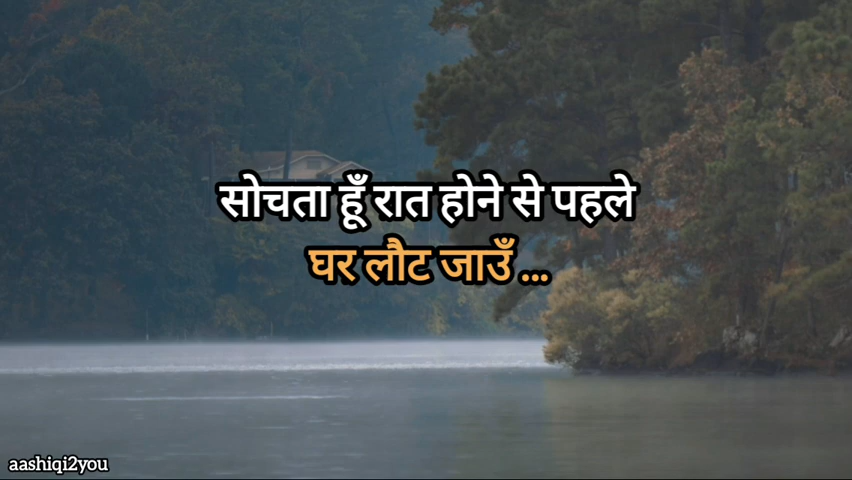 सोचता हूँ रात होने से पहले
घर लौट जाउँ ...
aashiqi2you